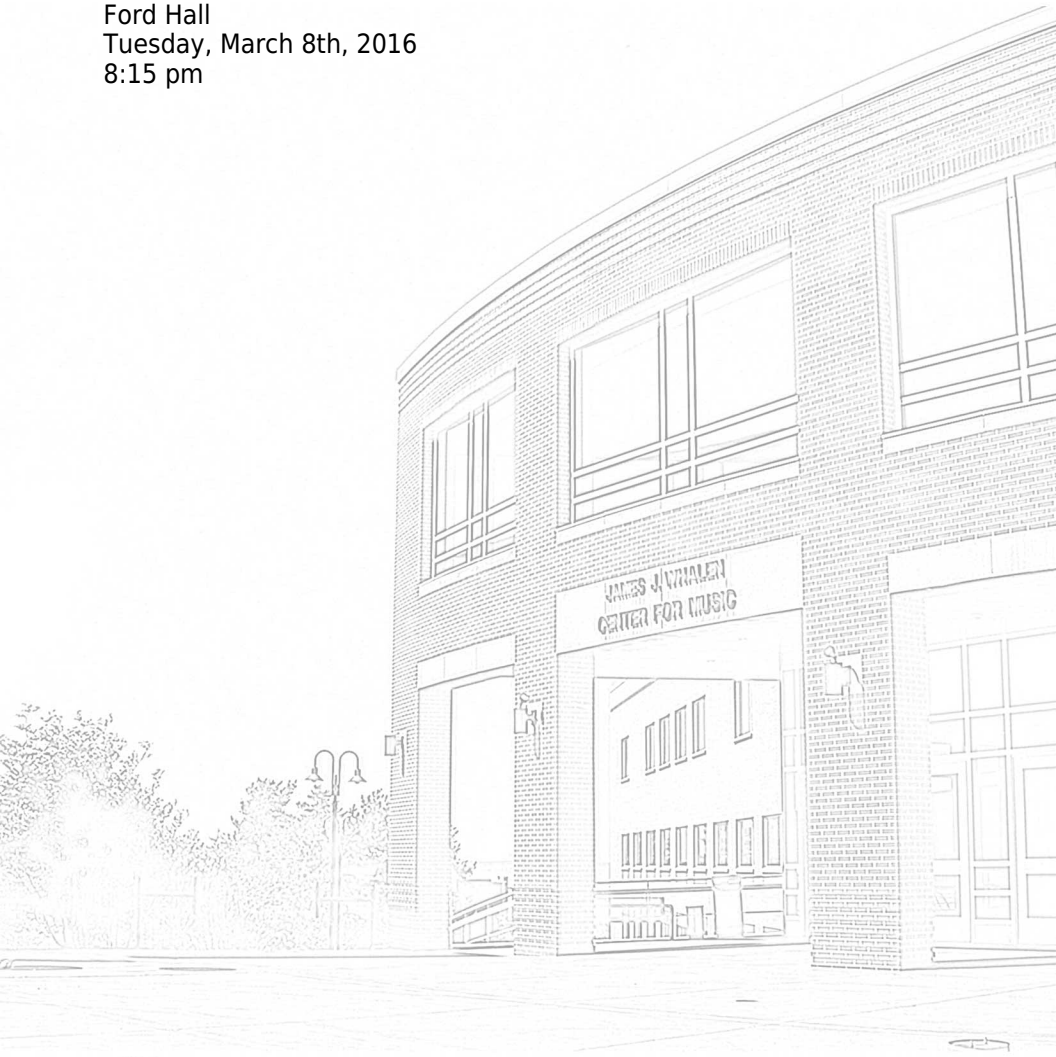 Ford Hall
Tuesday, March 8th, 2016
8:15 pm
JAMES J. WHALEN
CENTER FOR MUSIC